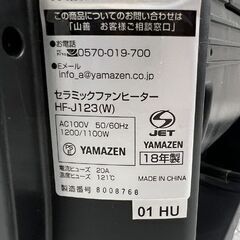 この商品についてのお問い合わせは
「山善 お客様ご相談窓口」
●お電話
0570-019-700
●Eメール
info_a@yamazen.co.jp
セラミックファンヒーター
HF-J123(W)
AC100V 50/60Hz
1200/1100W
YAMAZEN
S
JET
YAMAZEN
18年製
電流ヒューズ 20A
温度ヒューズ 121℃
MADE IN CHINA
製造番号 8008768
01 HU